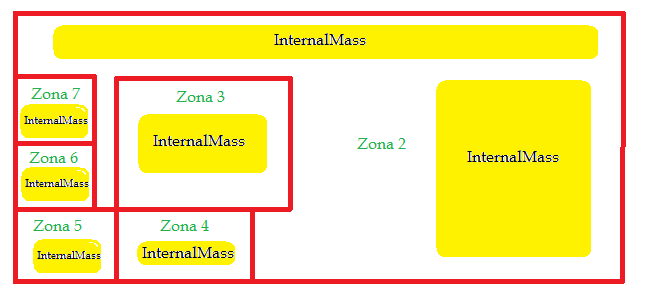 InternalMass
Zona 7
InternalMass
Zona 3
InternalMass
Zona 2
InternalMass
Zona 6
InternalMass
Zona 5
InternalMass
Zona 4
InternalMass